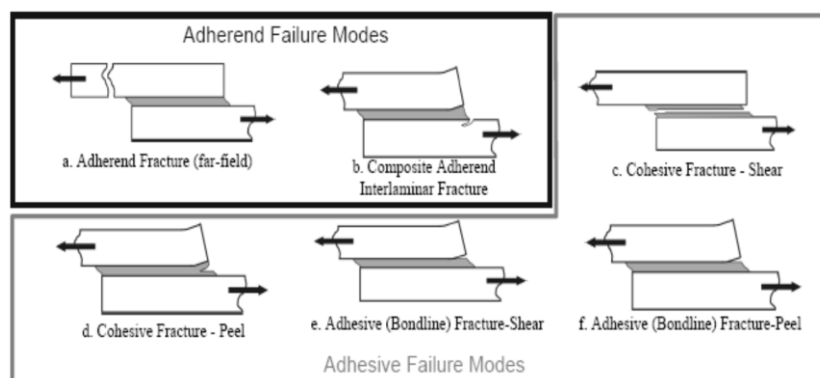 Adherend Failure Modes
a. Adherend Fracture (far-field)
b. Composite Adherend
Interlaminar Fracture
c. Cohesive Fracture - Shear
d. Cohesive Fracture - Peel
e. Adhesive (Bondline) Fracture-Shear
f. Adhesive (Bondline) Fracture-Peel
Adhesive Failure Modes